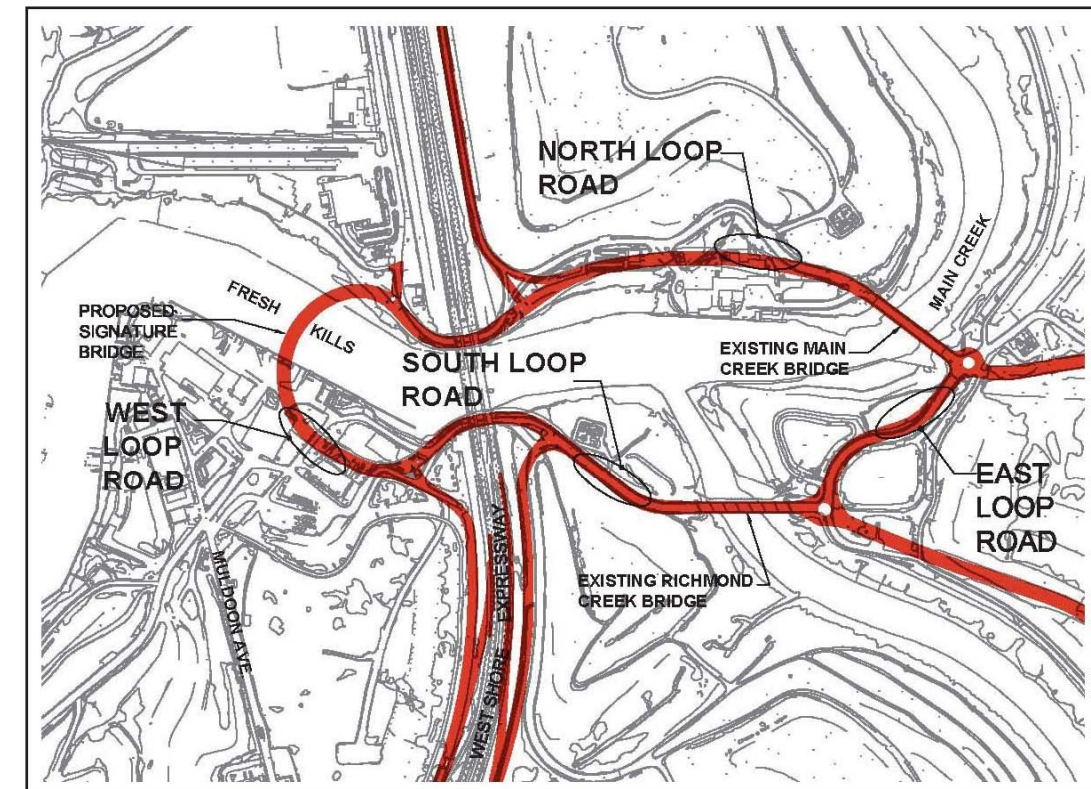 NORTH LOOP
ROAD
MAIN CREEK
FRESH
KILLS
PROPOSED
SIGNATURE
BRIDGE
EXISTING MAIN
CREEK BRIDGE
SOUTH LOOP
ROAD
WEST
LOOP
ROAD
EAST
LOOP
ROAD
MULDOON AVE.
WEST SHORE EXPRESSWAY
EXISTING RICHMOND
CREEK BRIDGE